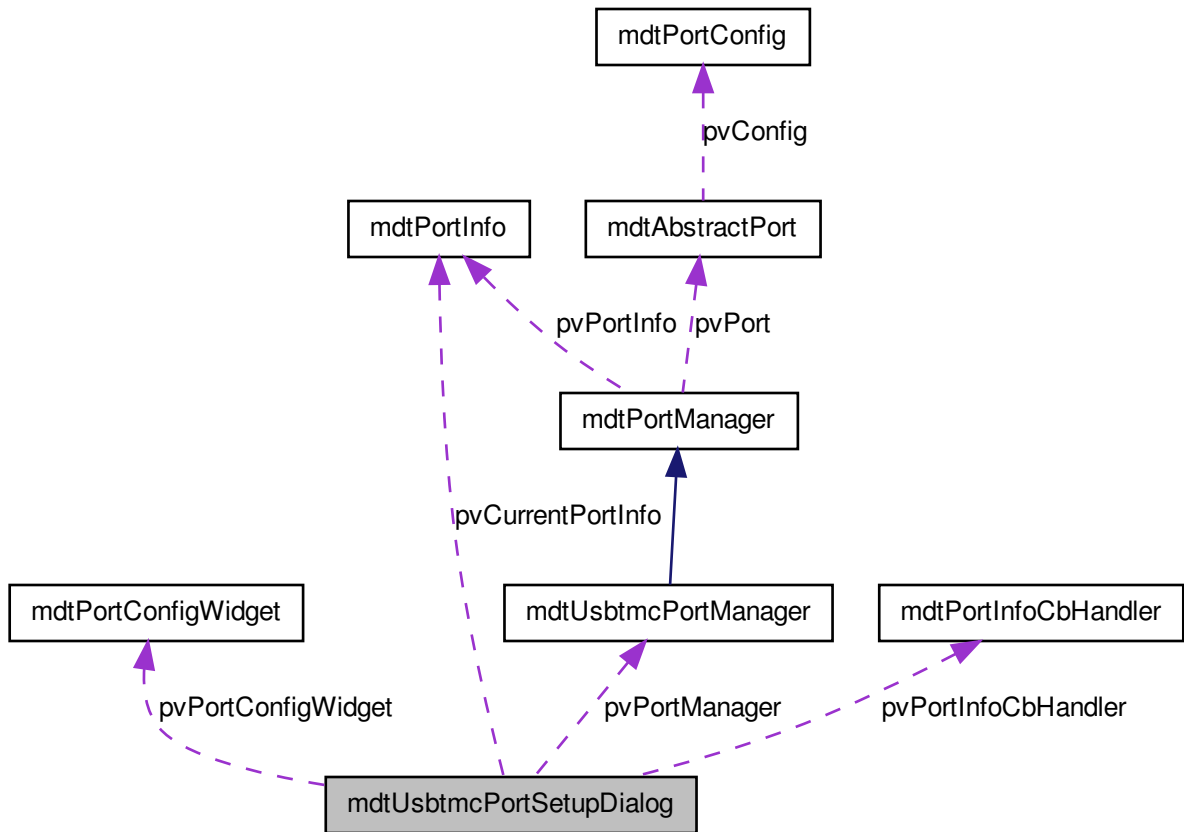 mdtPortConfig
pvConfig
mdtPortInfo
mdtAbstractPort
pvPortInfo
pvPort
mdtPortManager
pvCurrentPortInfo
mdtPortConfigWidget
mdtUsbtmcPortManager
mdtPortInfoCbHandler
pvPortConfigWidget
pvPortManager
pvPortInfoCbHandler
mdtUsbtmcPortSetupDialog